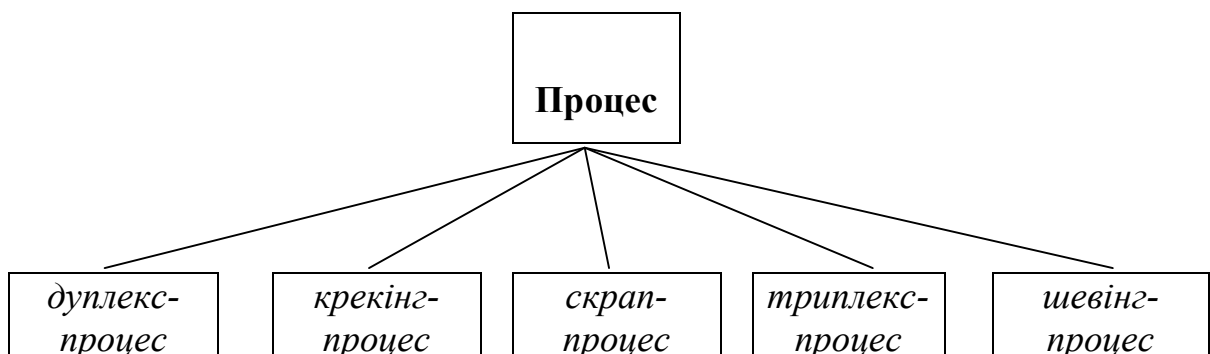 Процес
дуплекс-
процес
крекінг-
процес
скрап-
процес
триплекс-
процес
шевінг-
процес